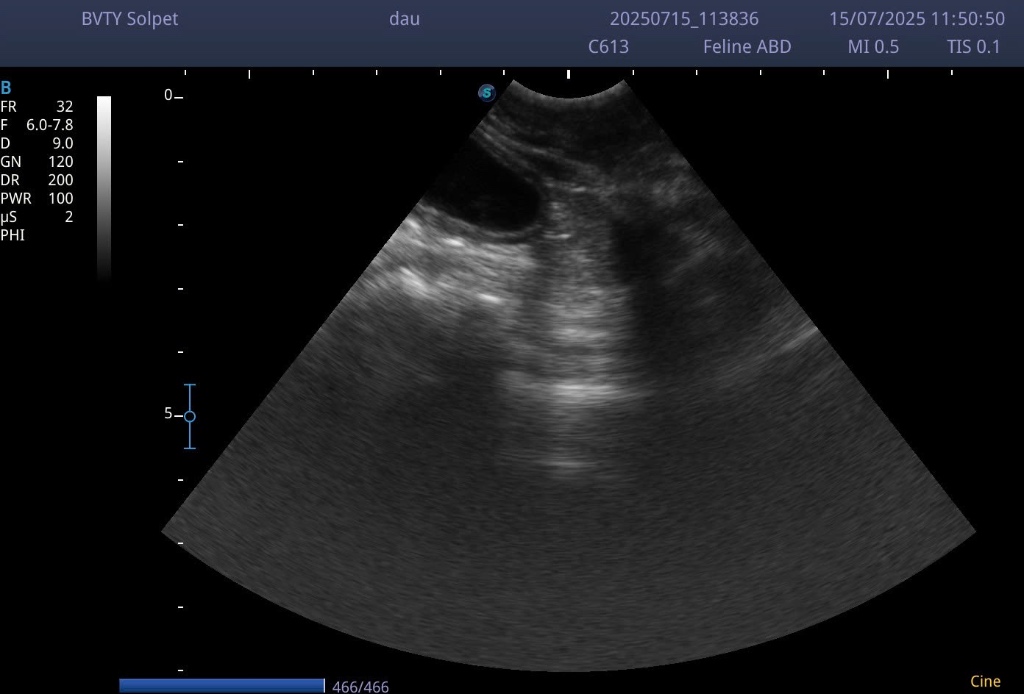 BVTY Solpet dau 20250715_113836 15/07/2025 11:50:50
C613 Feline ABD MI 0.5 TIS 0.1
B
FR 32
F 6.0-7.8
D 9.0
GN 120
DR 200
PWR 100
µS 2
PHI
0
S
5
466/466
Cine